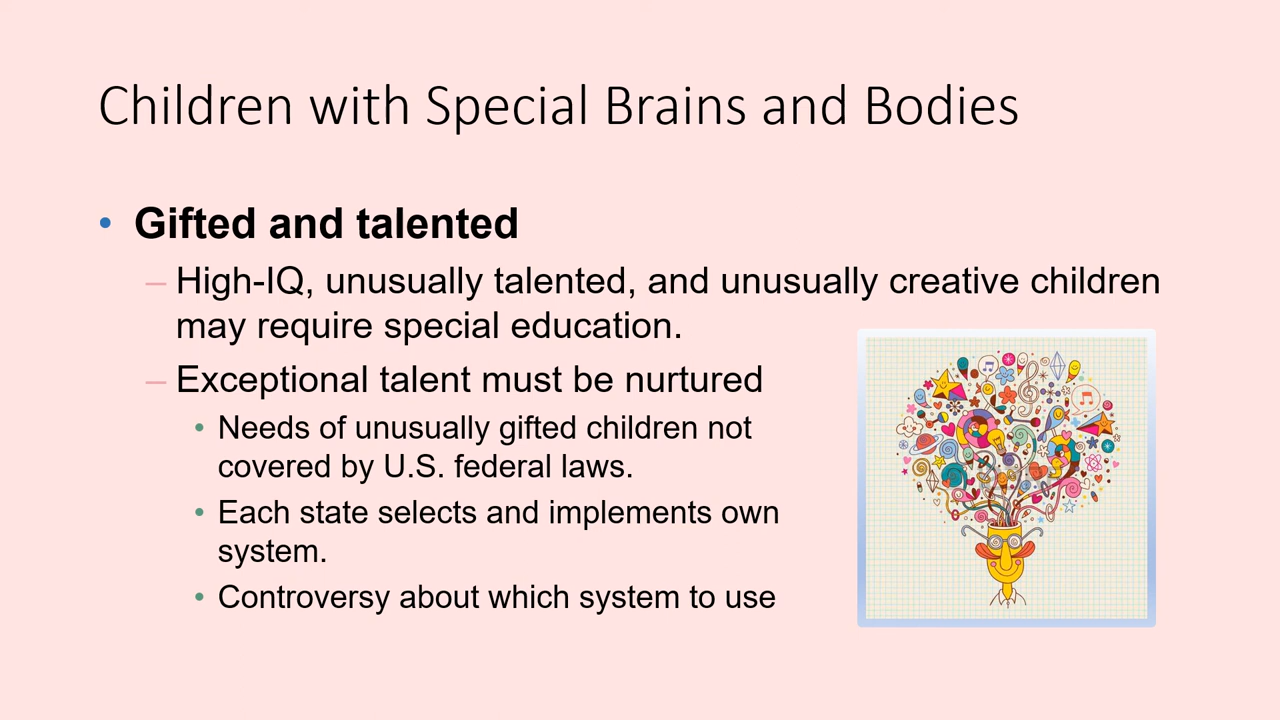 Children with Special Brains and Bodies
• Gifted and talented
– High-IQ, unusually talented, and unusually creative children
may require special education.
– Exceptional talent must be nurtured
• Needs of unusually gifted children not
covered by U.S. federal laws.
• Each state selects and implements own
system.
• Controversy about which system to use